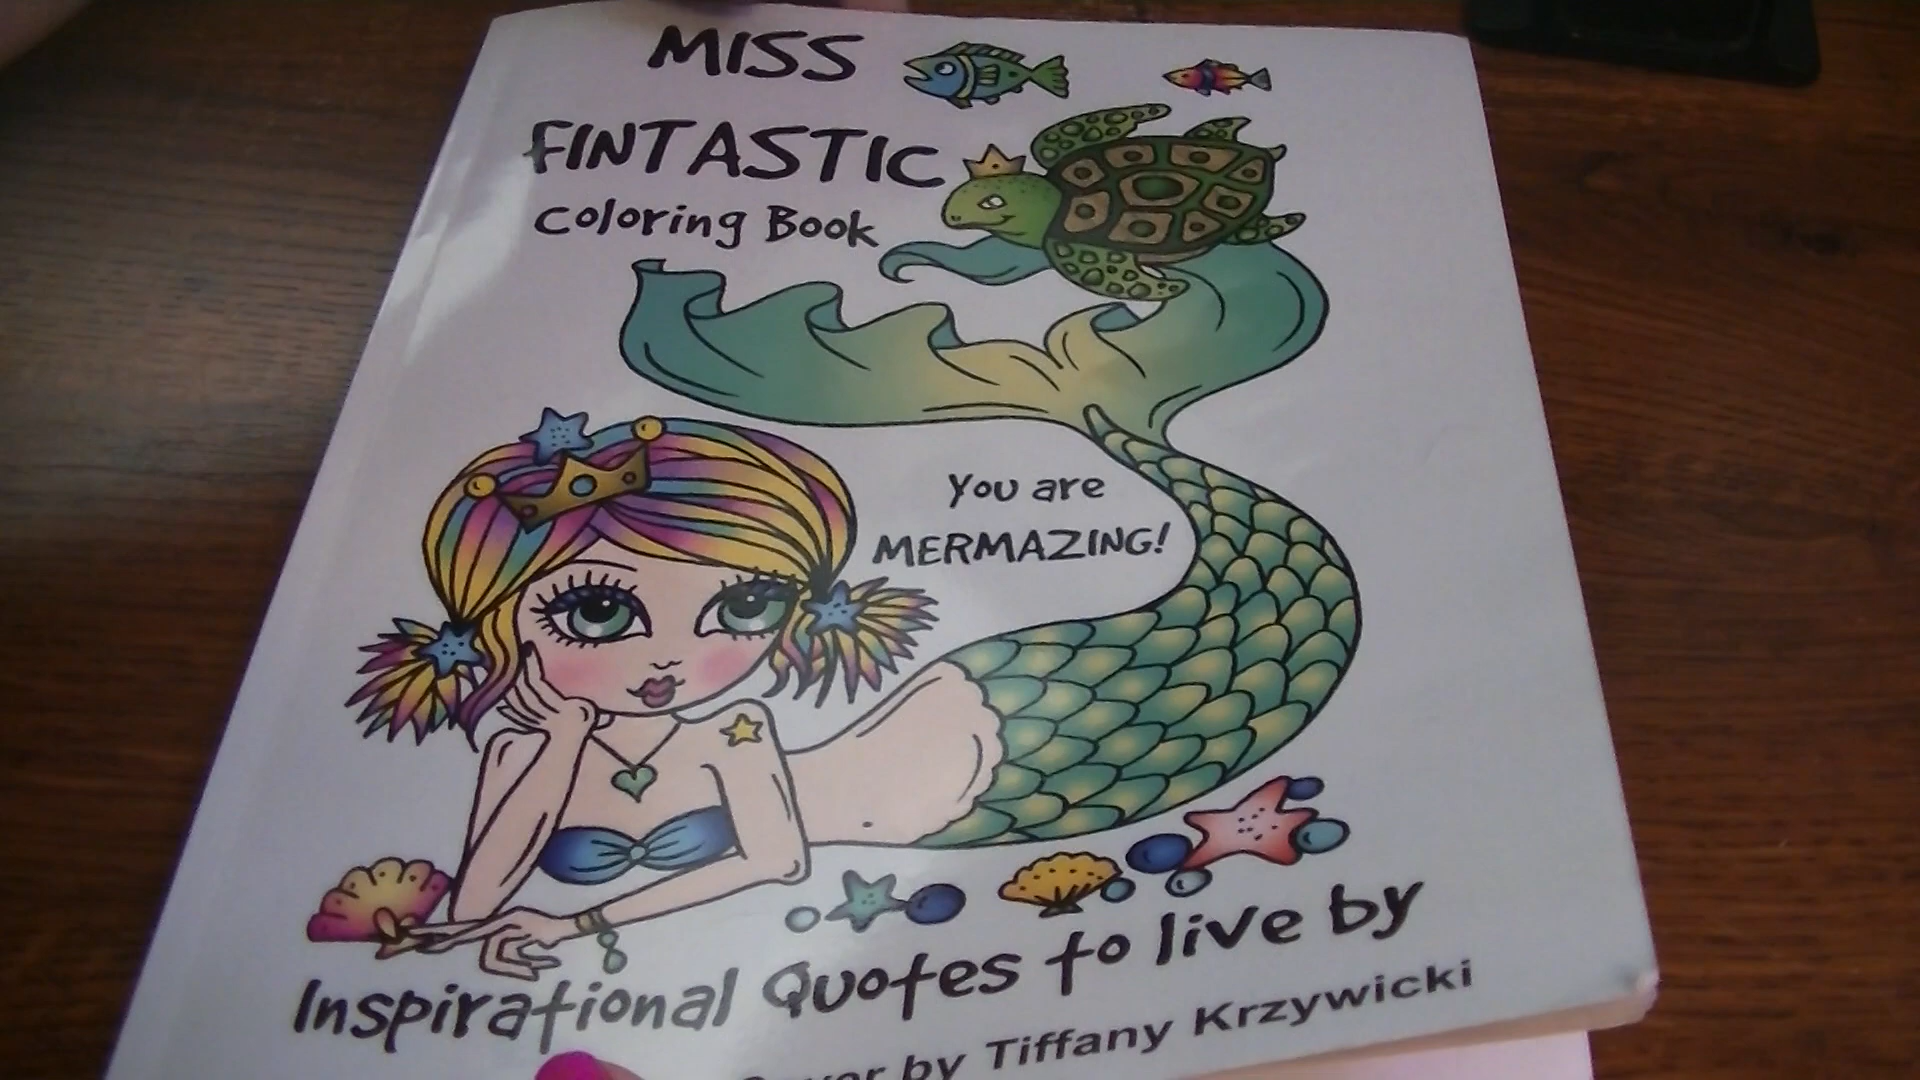 MISS
FINTASTIC
Coloring Book
You are
MERMAZING!
Inspirational Quotes to live by
by Tiffany Krzywicki